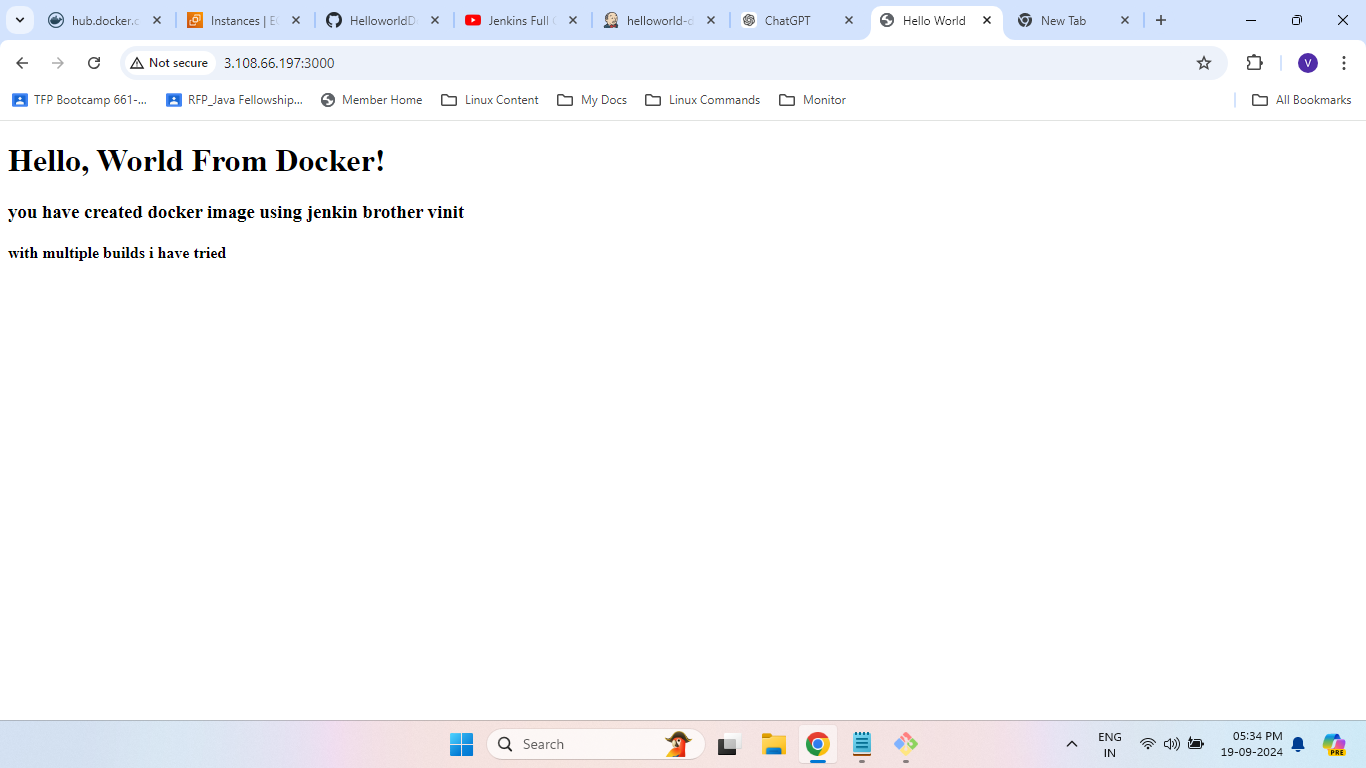 hub.docker.c
Instances | E
HelloworldD
Jenkins Full
helloworld-d
ChatGPT
Hello World
New Tab
Not secure
3.108.66.197:3000
V
TFP Bootcamp 661-...
RFP_Java Fellowship...
Member Home
Linux Content
My Docs
Linux Commands
Monitor
All Bookmarks
Hello, World From Docker!
you have created docker image using jenkin brother vinit
with multiple builds i have tried
Search
ENG
IN
05:34 PM
19-09-2024
PRE